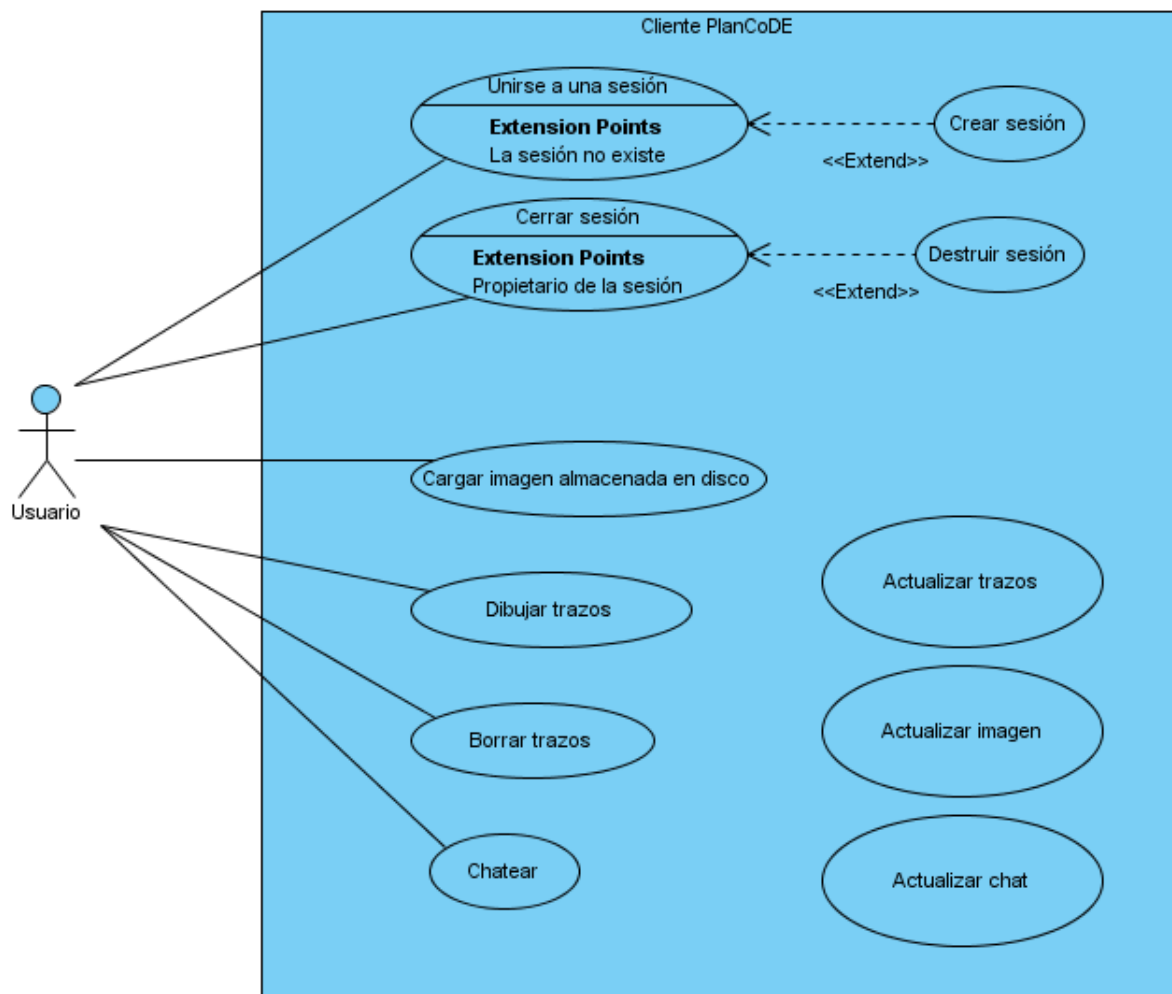 Cliente PlanCoDE
Unirse a una sesión
Extension Points
La sesión no existe
Crear sesión
<<Extend>>
Cerrar sesión
Extension Points
Propietario de la sesión
Destruir sesión
<<Extend>>
Usuario
Cargar imagen almacenada en disco
Dibujar trazos
Actualizar trazos
Borrar trazos
Actualizar imagen
Chatear
Actualizar chat